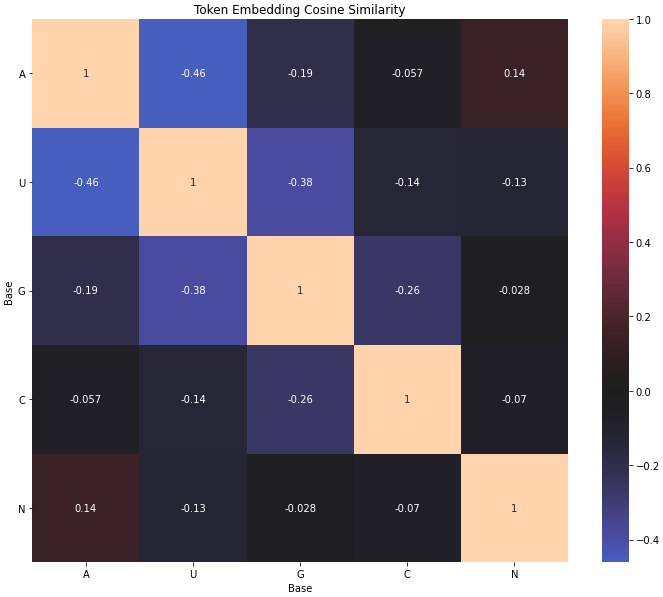 Token Embedding Cosine Similarity
Base
A
1
-0.46
-0.19
-0.057
0.14
U
-0.46
1
-0.38
-0.14
-0.13
G
-0.19
-0.38
1
-0.26
-0.028
C
-0.057
-0.14
-0.26
1
-0.07
N
0.14
-0.13
-0.028
-0.07
1
A
U
G
C
N
Base
1.0
0.8
0.6
0.4
0.2
0.0
−0.2
−0.4